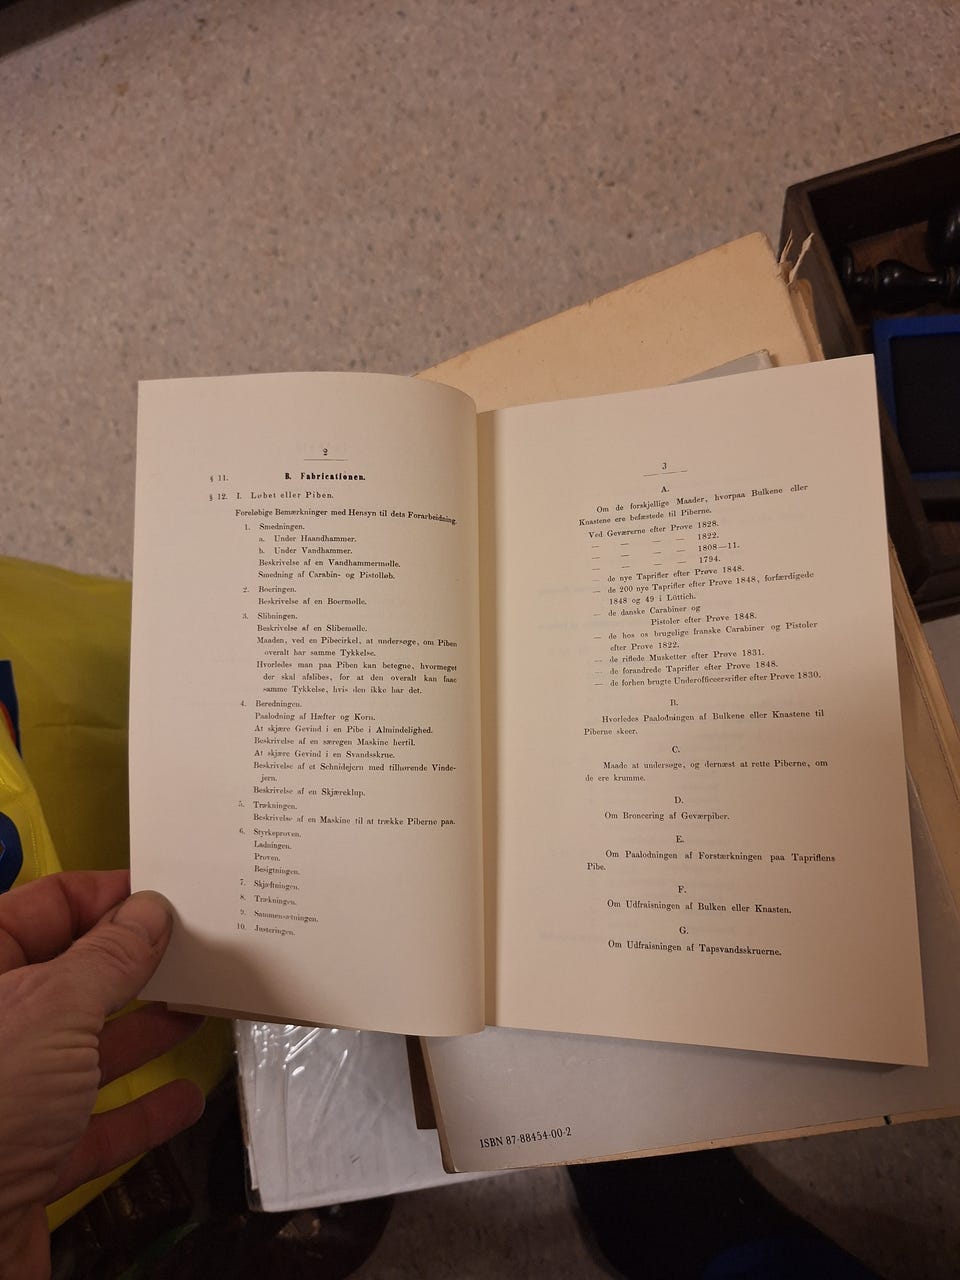 2
§ 11. B. Fabricationen.
§ 12. I. Løbet eller Piben.
Foreløbige Bemærkninger med Hensyn til dets Forarbeidning.
1. Smedningen.
a. Under Haandhammer.
b. Under Vandhammer.
Beskrivelse af en Vandhammermølle.
Smedning af Carabin- og Pistolløb.
2. Boeringen.
Beskrivelse af en Boermølle.
3. Slibningen.
Beskrivelse af en Slibemølle.
Maaden, ved en Pibecirkel, at undersøge, om Piben
overalt har samme Tykkelse.
Hvorledes man paa Piben kan betegne, hvormeget
der skal afslibes, for at den overalt kan faae
samme Tykkelse, hvis den ikke har det.
4. Beredningen.
Paalodning af Hæfter og Korn.
At skjære Gevind i en Pibe i Almindelighed.
Beskrivelse af en særegen Maskine hertil.
At skjære Gevind i en Svandsskrue.
Beskrivelse af et Schnidejern med tilhørende Vinde-
jern.
Beskrivelse af en Skjæreklup.
5. Trækningen.
Beskrivelse af en Maskine til at trække Piberne paa.
6. Styrkeprøven.
Ladningen.
Prøven.
Besigtningen.
7. Skjæftningen.
8. Trækningen.
9. Sammensætningen.
10. Justeringen.
3
A.
Om de forskjellige Maader, hvorpaa Bulkene eller
Knastene ere befæstede til Piberne.
Ved Geværerne efter Prøve 1828.
— — — — 1822.
— — — — 1808—11.
— — — — 1794.
— de nye Taprifler efter Prøve 1848.
— de 200 nye Taprifler efter Prøve 1848, forfærdigede
1848 og 49 i Lüttich.
— de danske Carabiner og
Pistoler efter Prøve 1848.
— de hos os brugelige franske Carabiner og Pistoler
efter Prøve 1822.
— de riflede Musketter efter Prøve 1831.
— de forandrede Taprifler efter Prøve 1848.
— de forhen brugte Underofficeersrifler efter Prøve 1830.
B.
Hvorledes Paalodningen af Bulkene eller Knastene til
Piberne skeer.
C.
Maade at undersøge, og dernæst at rette Piberne, om
de ere krumme.
D.
Om Broncering af Geværpiber.
E.
Om Paalodningen af Forstærkningen paa Tapriflens
Pibe.
F.
Om Udfraisningen af Bulken eller Knasten.
G.
Om Udfraisningen af Tapsvandsskruerne.
ISBN 87-88454-00-2